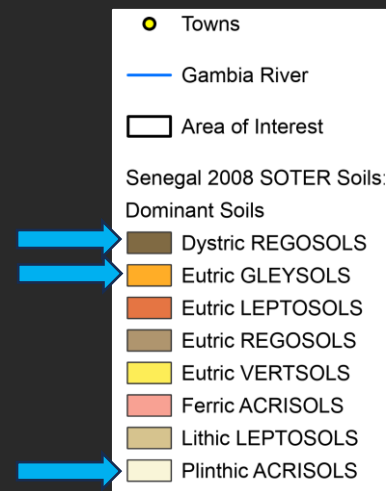 Towns
Gambia River
Area of Interest
Senegal 2008 SOTER Soils:
Dominant Soils
Dystric REGOSOLS
Eutric GLEYSOLS
Eutric LEPTOSOLS
Eutric REGOSOLS
Eutric VERTSOLS
Ferric ACRISOLS
Lithic LEPTOSOLS
Plinthic ACRISOLS